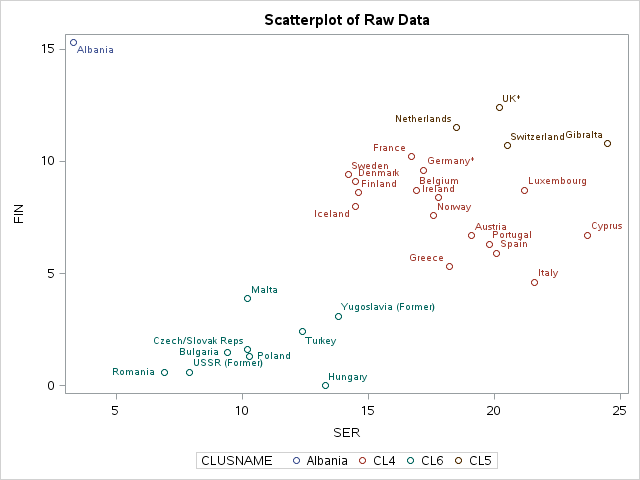 Scatterplot of Raw Data
15
Albania
UK*
Netherlands
Switzerland Gibralta
France
10
Germany*
Sweden
Denmark
Belgium
Luxembourg
Finland
Ireland
Iceland
Norway
FIN
Austria
Cyprus
Portugal
Spain
Greece
5
Italy
Malta
Yugoslavia (Former)
Czech/Slovak Reps
Turkey
Bulgaria
Poland
USSR (Former)
Romania
Hungary
0
5 10 15 20 25
SER
CLUSNAME Albania CL4 CL6 CL5